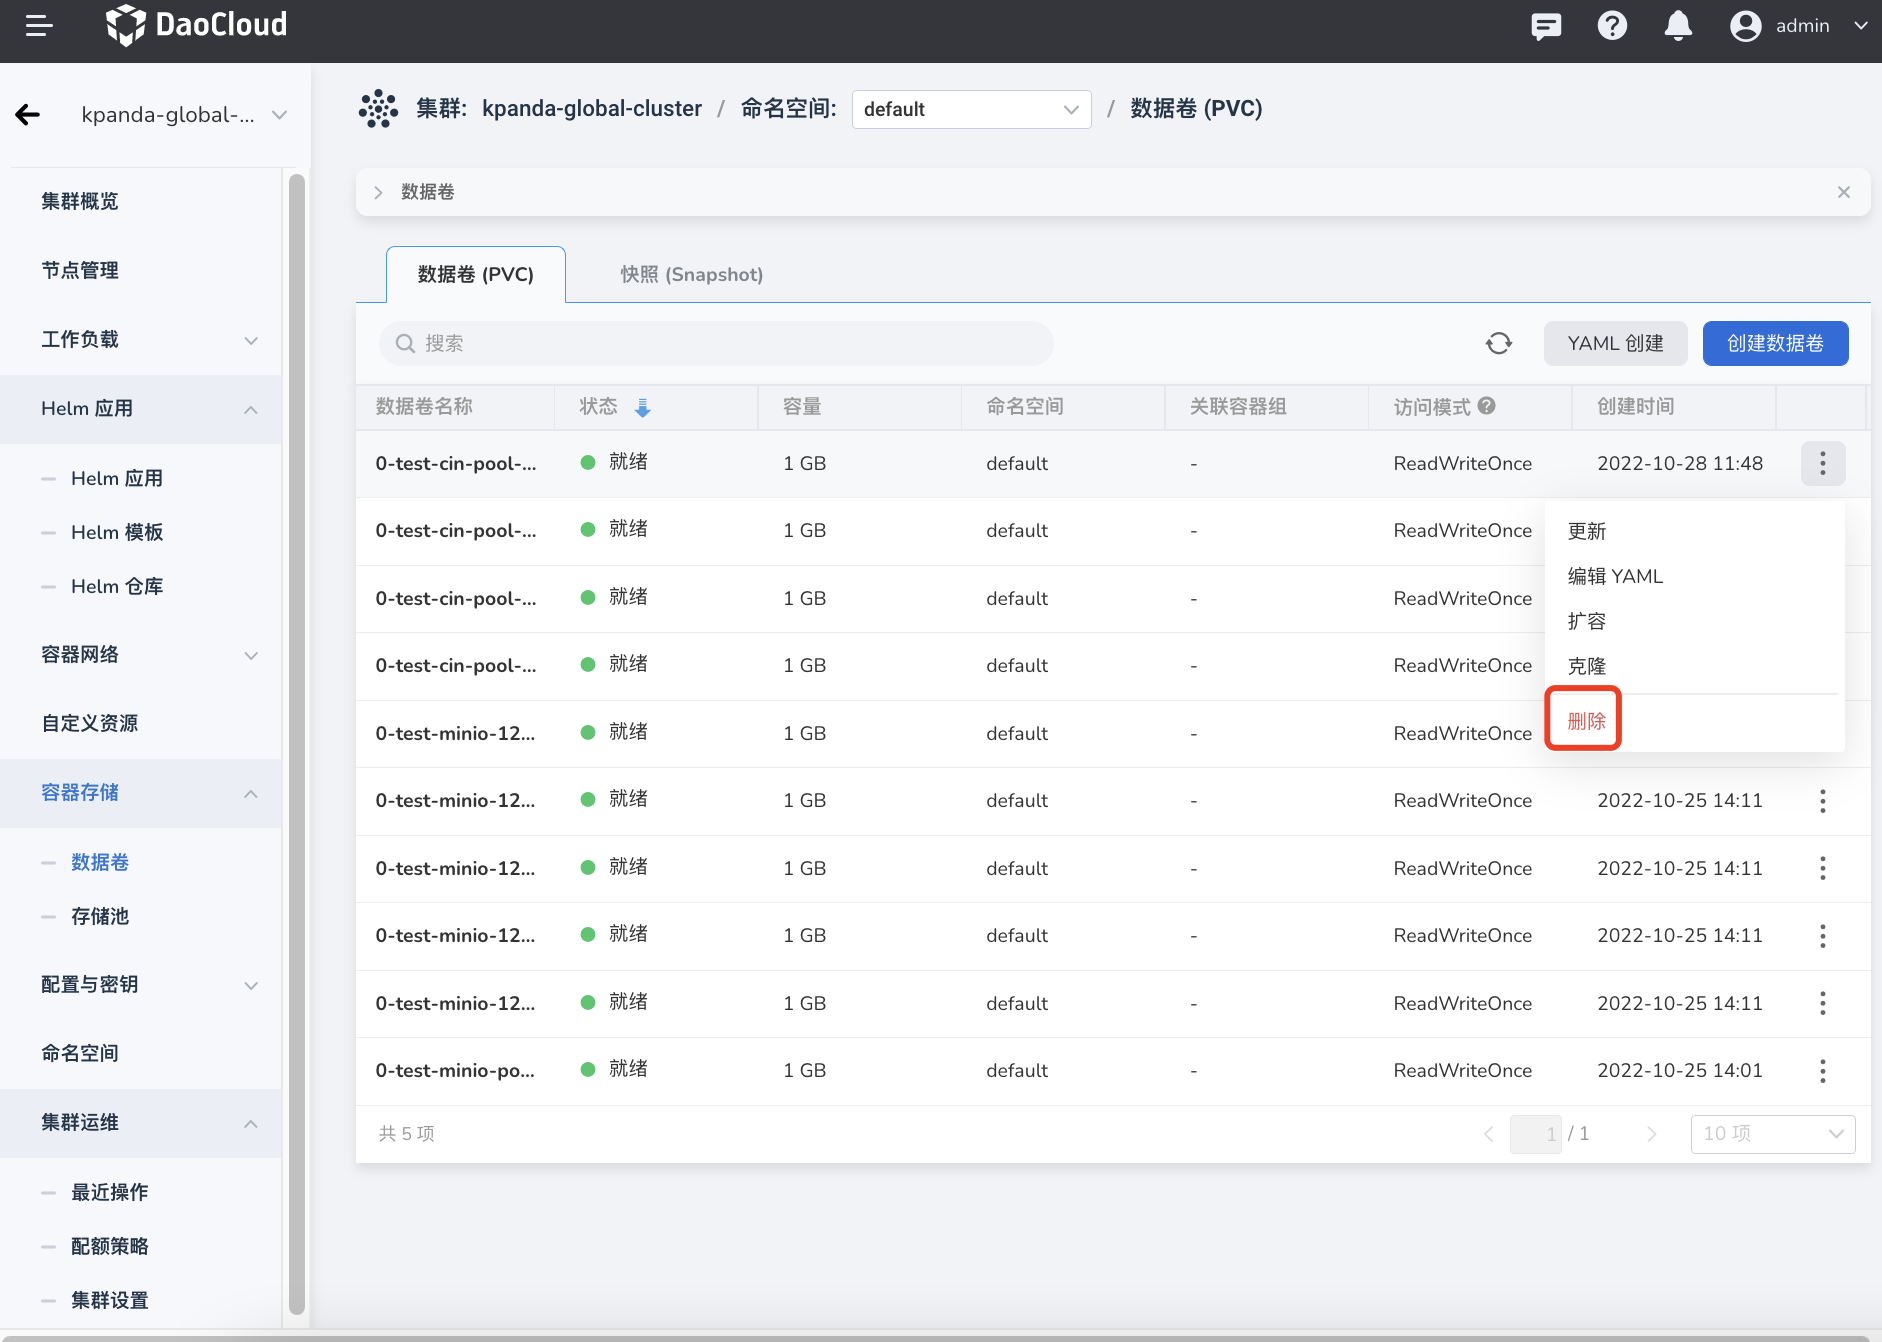 DaoCloud
admin
kpanda-global-...
集群: kpanda-global-cluster / 命名空间: default / 数据卷 (PVC)
集群概览
节点管理
工作负载
Helm 应用
Helm 应用
Helm 模板
Helm 仓库
容器网络
自定义资源
容器存储
数据卷
存储池
配置与密钥
命名空间
集群运维
最近操作
配额策略
集群设置
数据卷
数据卷 (PVC) 快照 (Snapshot)
搜索 YAML 创建 创建数据卷
数据卷名称 状态 容量 命名空间 关联容器组 访问模式 创建时间
0-test-cin-pool-... 就绪 1 GB default - ReadWriteOnce 2022-10-28 11:48
0-test-cin-pool-... 就绪 1 GB default - ReadWriteOnce
0-test-cin-pool-... 就绪 1 GB default - ReadWriteOnce
0-test-cin-pool-... 就绪 1 GB default - ReadWriteOnce
0-test-minio-12... 就绪 1 GB default - ReadWriteOnce
0-test-minio-12... 就绪 1 GB default - ReadWriteOnce 2022-10-25 14:11
0-test-minio-12... 就绪 1 GB default - ReadWriteOnce 2022-10-25 14:11
0-test-minio-12... 就绪 1 GB default - ReadWriteOnce 2022-10-25 14:11
0-test-minio-12... 就绪 1 GB default - ReadWriteOnce 2022-10-25 14:11
0-test-minio-po... 就绪 1 GB default - ReadWriteOnce 2022-10-25 14:01
更新
编辑 YAML
扩容
克隆
删除
共 5 项 1 / 1 10 项